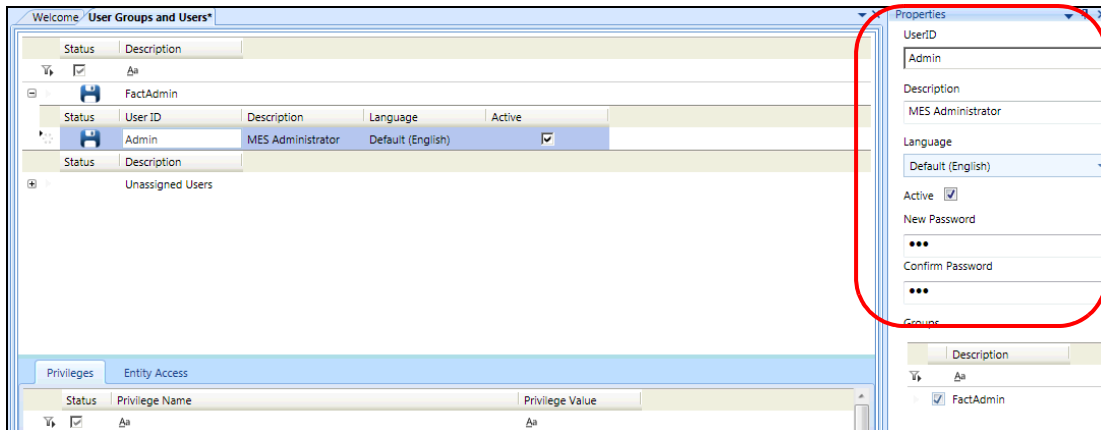 Welcome User Groups and Users*
Status Description
Aa
FactAdmin
Status User ID Description Language Active
Admin MES Administrator Default (English)
Status Description
Unassigned Users
Privileges Entity Access
Status Privilege Name Privilege Value
Aa Aa
Properties
UserID
Admin
Description
MES Administrator
Language
Default (English)
Active
New Password
•••
Confirm Password
•••
Groups
Description
Aa
FactAdmin